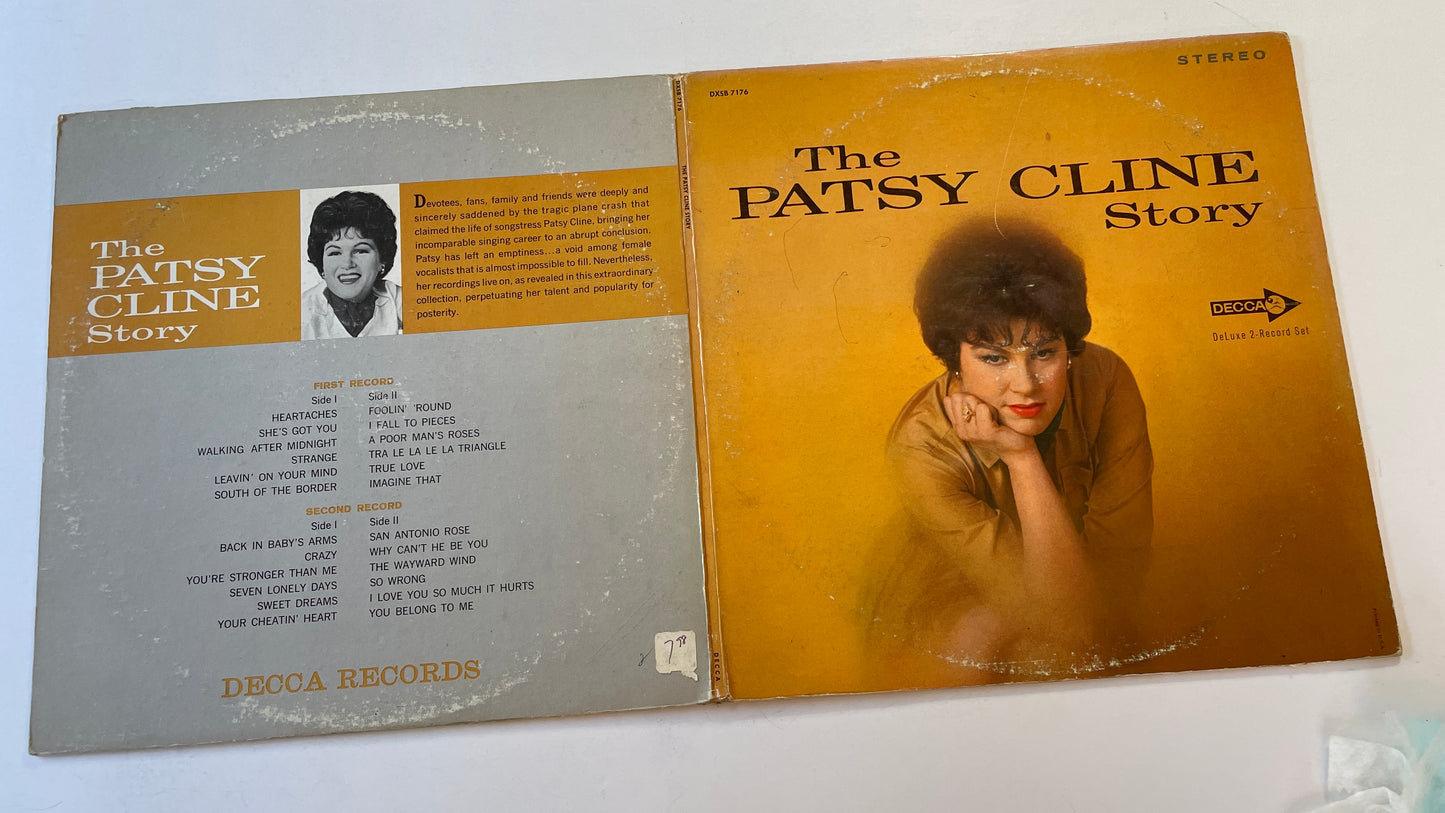 The
PATSY
CLINE
Story
Devotees, fans, family and friends were deeply and
sincerely saddened by the tragic plane crash that
claimed the life of songstress Patsy Cline, bringing her
incomparable singing career to an abrupt conclusion.
Patsy has left an emptiness...a void among female
vocalists that is almost impossible to fill. Nevertheless,
her recordings live on, as revealed in this extraordinary
collection, perpetuating her talent and popularity for
posterity.
FIRST RECORD
Side I
HEARTACHES
SHE'S GOT YOU
WALKING AFTER MIDNIGHT
STRANGE
LEAVIN' ON YOUR MIND
SOUTH OF THE BORDER
Side II
FOOLIN' 'ROUND
I FALL TO PIECES
A POOR MAN'S ROSES
TRA LE LA LE LA TRIANGLE
TRUE LOVE
IMAGINE THAT
SECOND RECORD
Side I
BACK IN BABY'S ARMS
CRAZY
YOU'RE STRONGER THAN ME
SEVEN LONELY DAYS
SWEET DREAMS
YOUR CHEATIN' HEART
Side II
SAN ANTONIO ROSE
WHY CAN'T HE BE YOU
THE WAYWARD WIND
SO WRONG
I LOVE YOU SO MUCH IT HURTS
YOU BELONG TO ME
DECCA RECORDS
7 98
DXSB 7176
THE PATSY CLINE STORY
DECCA
DXSB 7176
STEREO
The
PATSY CLINE
Story
DECCA
DeLuxe 2-Record Set